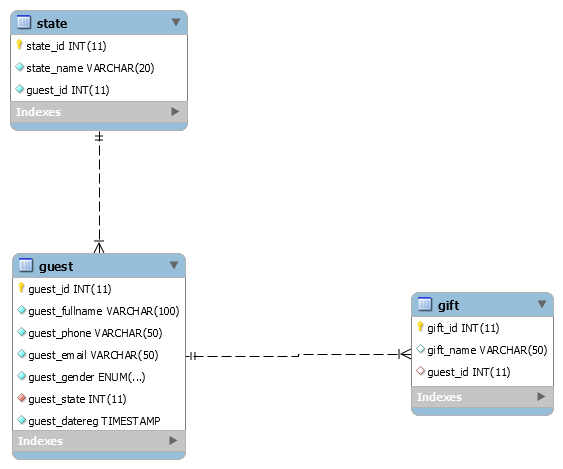 state
state_id INT(11)
state_name VARCHAR(20)
guest_id INT(11)
Indexes
guest
guest_id INT(11)
guest_fullname VARCHAR(100)
guest_phone VARCHAR(50)
guest_email VARCHAR(50)
guest_gender ENUM(...)
guest_state INT(11)
guest_datereg TIMESTAMP
Indexes
gift
gift_id INT(11)
gift_name VARCHAR(50)
guest_id INT(11)
Indexes